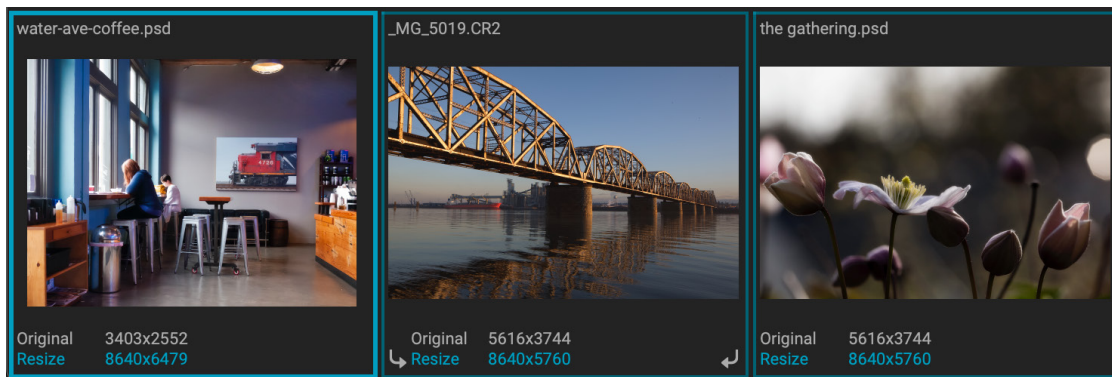 water-ave-coffee.psd
4726
Original 3403x2552
Resize 8640x6479
_MG_5019.CR2
Original 5616x3744
Resize 8640x5760
the gathering.psd
Original 5616x3744
Resize 8640x5760